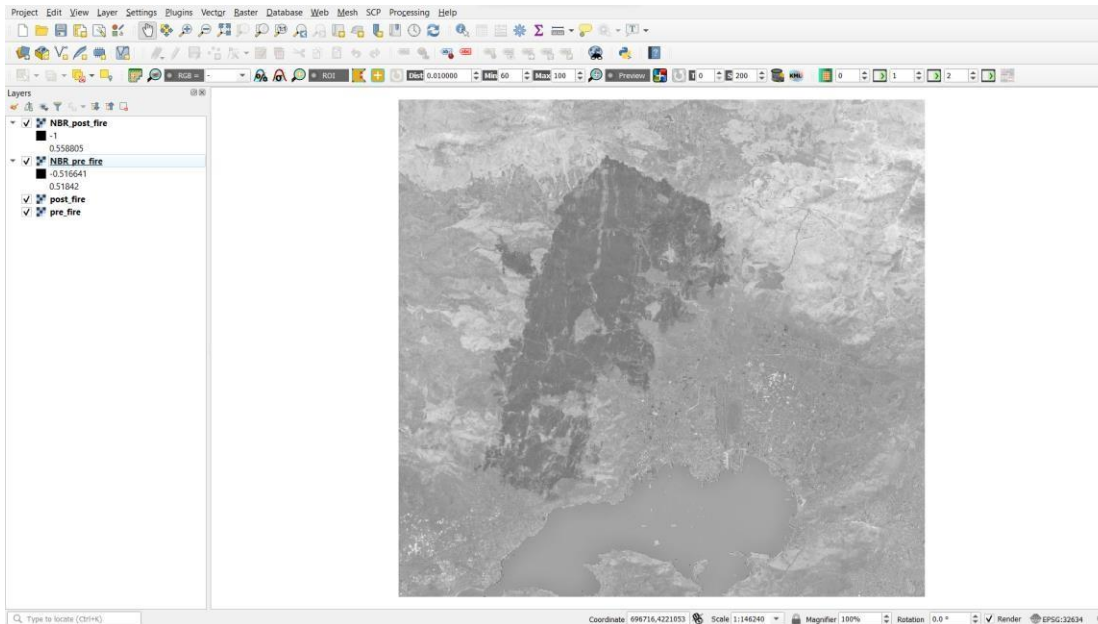 Project Edit View Layer Settings Plugins Vector Raster Database Web Mesh SCP Processing Help
RGB = - ROI Dist 0.010000 Min 60 Max 100 Preview T 0 S 200 KML 0 1 2
Layers
NBR_post_fire
-1
0.558805
NBR_pre_fire
-0.516641
0.51842
post_fire
pre_fire
Type to locate (Ctrl+K) Coordinate 696716,4221053 Scale 1:146240 Magnifier 100% Rotation 0.0 ° Render EPSG:32634